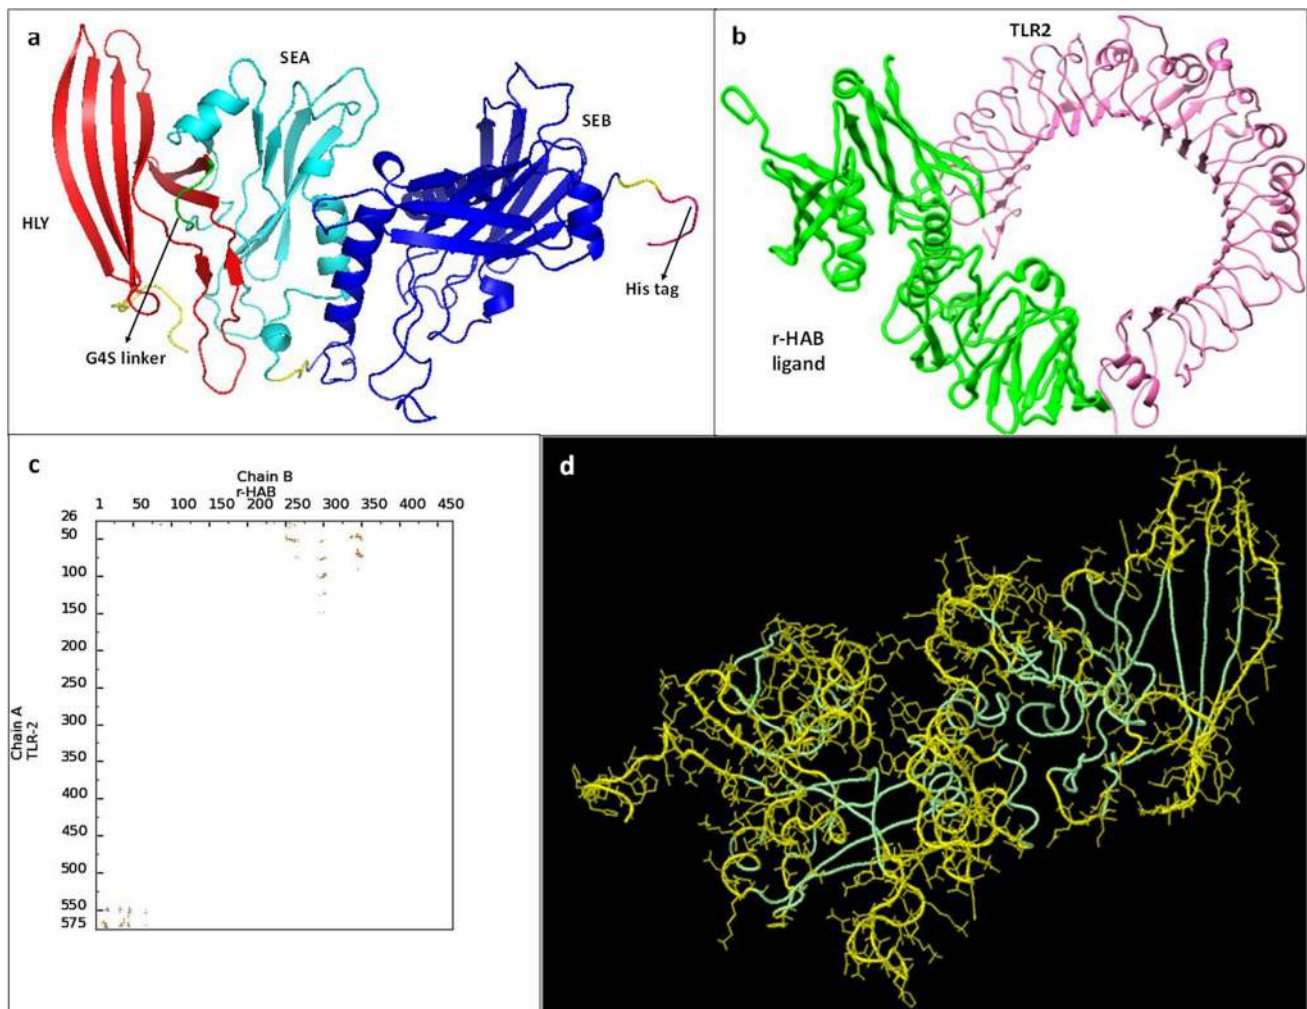 a
SEA
SEB
HLY
G4S linker
His tag
b
TLR2
r-HAB
ligand
c
Chain B
r-HAB
1 50 100 150 200 250 300 350 400 450
26
50
100
150
200
250
300
350
400
450
500
550
575
Chain A
TLR-2
d